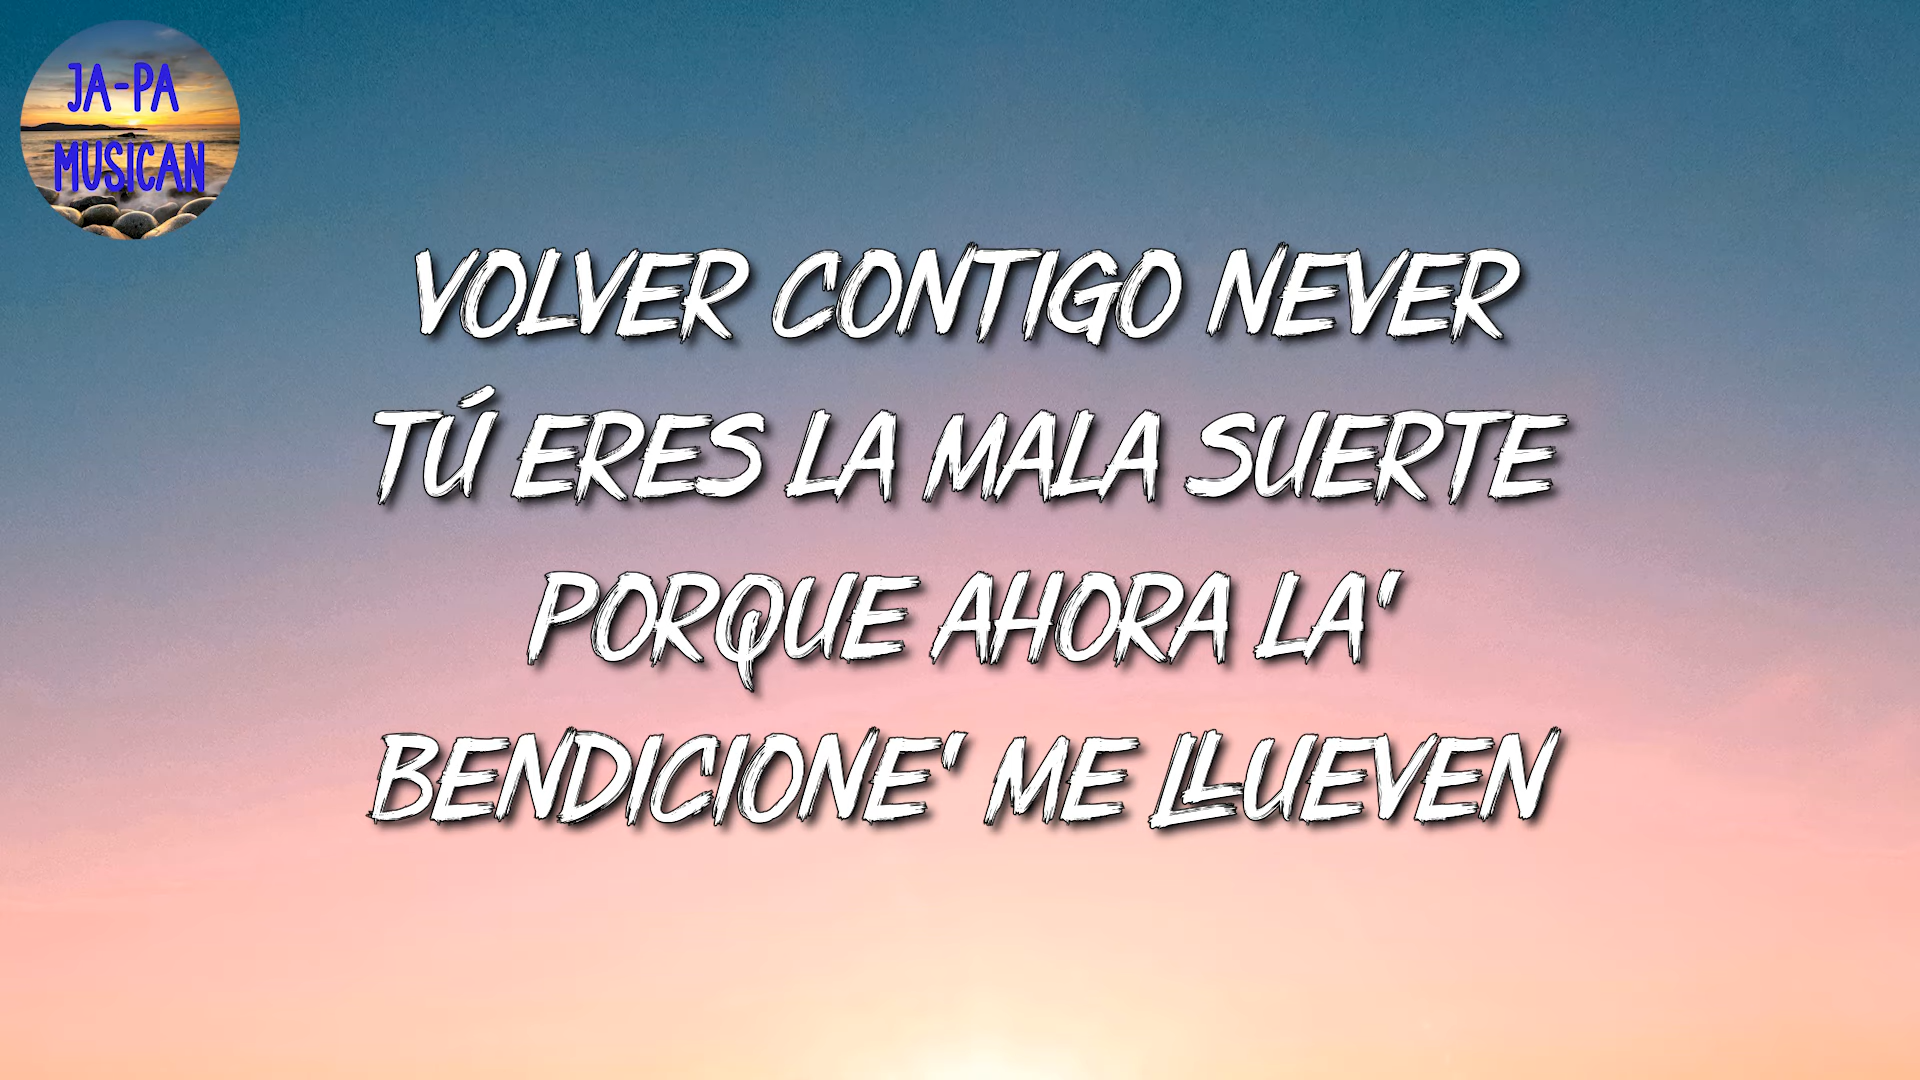 JA-PA
MUSICAN
VOLVER CONTIGO NEVER
TÚ ERES LA MALA SUERTE
PORQUE AHORA LA'
BENDICIONE' ME LLUEVEN